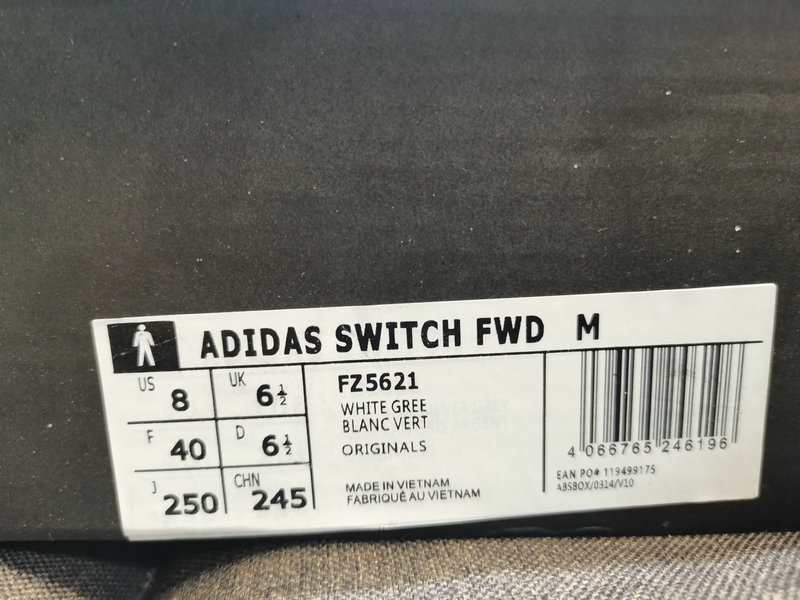 ADIDAS SWITCH FWD M
US 8 UK 6½
F 40 D 6½
J 250 CHN 245
FZ5621
WHITE GREE
BLANC VERT
ORIGINALS
MADE IN VIETNAM
FABRIQUÉ AU VIETNAM
4 066765 246196
EAN PO# 119499175
ABSBOX/0314/V10